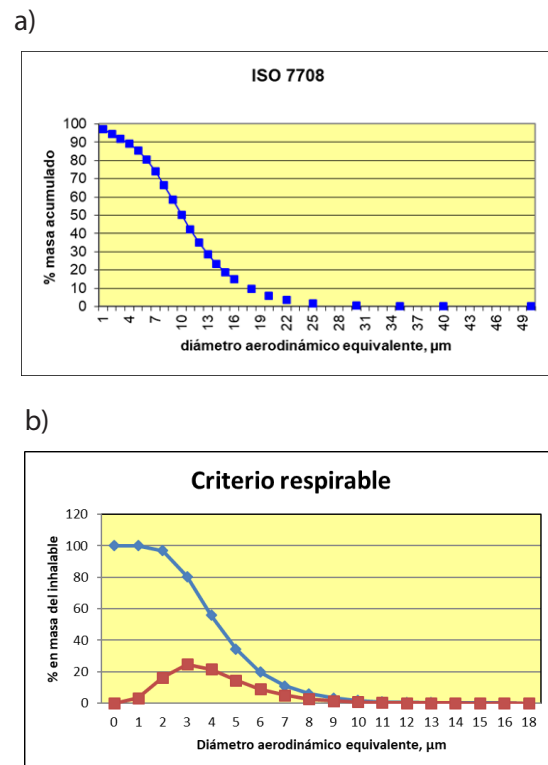 a)
ISO 7708
% masa acumulado
100
90
80
70
60
50
40
30
20
10
0
1 4 7 10 13 16 19 22 25 28 31 34 37 40 43 46 49
diámetro aerodinámico equivalente, µm
b)
Criterio respirable
% en masa del inhalable
120
100
80
60
40
20
0
0 1 2 3 4 5 6 7 8 9 10 11 12 13 14 15 16 18
Diámetro aerodinámico equivalente, µm